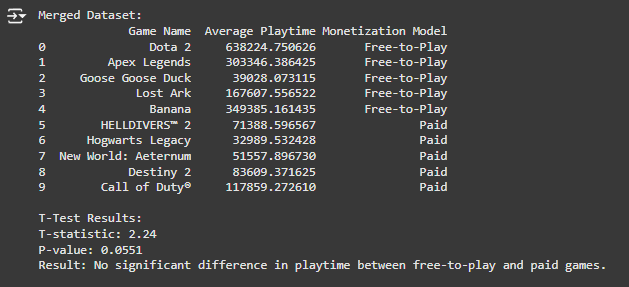 Merged Dataset:
Game Name Average Playtime Monetization Model
0 Dota 2 638224.750626 Free-to-Play
1 Apex Legends 303346.386425 Free-to-Play
2 Goose Goose Duck 39028.073115 Free-to-Play
3 Lost Ark 167607.556522 Free-to-Play
4 Banana 349385.161435 Free-to-Play
5 HELLDIVERS™ 2 71388.596567 Paid
6 Hogwarts Legacy 32989.532428 Paid
7 New World: Aeternum 51557.896730 Paid
8 Destiny 2 83609.371625 Paid
9 Call of Duty® 117859.272610 Paid
T-Test Results:
T-statistic: 2.24
P-value: 0.0551
Result: No significant difference in playtime between free-to-play and paid games.